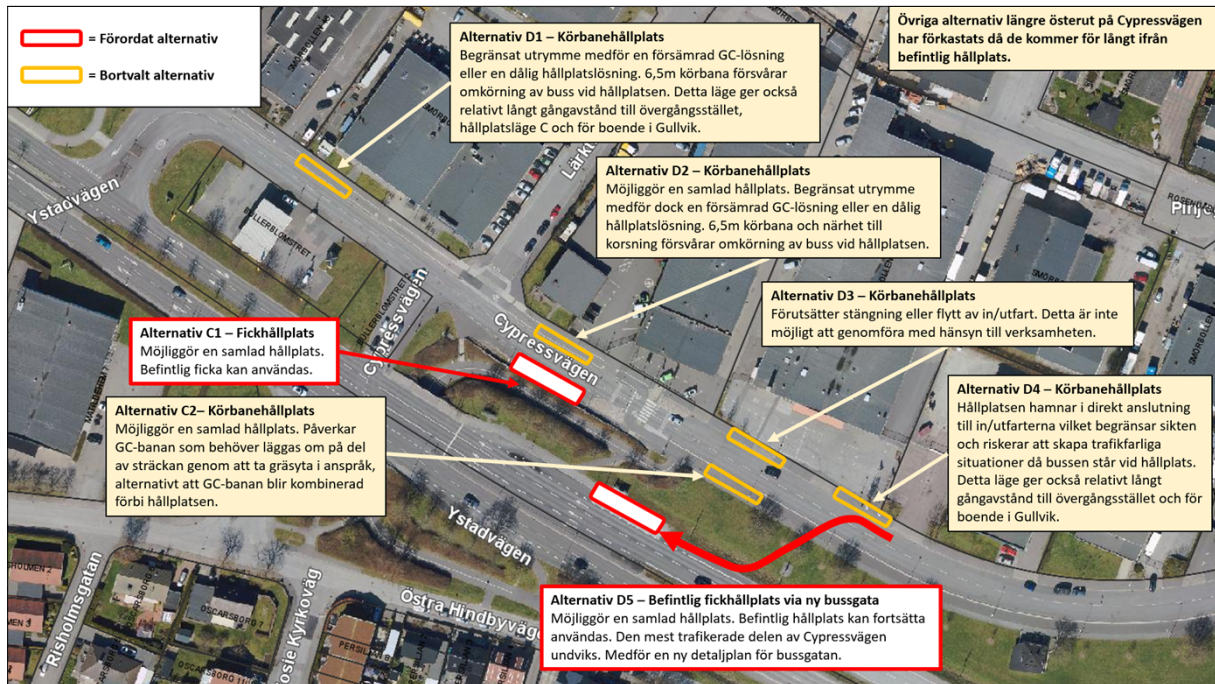 = Förordat alternativ
= Bortvalt alternativ
Alternativ D1 – Körbanehållplats
Begränsat utrymme medför en försämrad GC-lösning
eller en dålig hållplatslösning. 6,5m körbana försvårar
omkörning av buss vid hållplatsen. Detta läge ger också
relativt långt gångavstånd till övergångsstället,
hållplatsläge C och för boende i Gullvik.
Övriga alternativ längre österut på Cypressvägen
har förkastats då de kommer för långt ifrån
befintlig hållplats.
Alternativ D2 – Körbanehållplats
Möjliggör en samlad hållplats. Begränsat utrymme
medför dock en försämrad GC-lösning eller en dålig
hållplatslösning. 6,5m körbana och närhet till
korsning försvårar omkörning av buss vid hållplatsen.
Alternativ D3 – Körbanehållplats
Förutsätter stängning eller flytt av in/utfart. Detta är inte
möjligt att genomföra med hänsyn till verksamheten.
Alternativ C1 – Fickhållplats
Möjliggör en samlad hållplats.
Befintlig ficka kan användas.
Alternativ C2– Körbanehållplats
Möjliggör en samlad hållplats. Påverkar
GC-banan som behöver läggas om på del
av sträckan genom att ta gräsyta i anspråk,
alternativt att GC-banan blir kombinerad
förbi hållplatsen.
Alternativ D4 – Körbanehållplats
Hållplatsen hamnar i direkt anslutning
till in/utfarterna vilket begränsar sikten
och riskerar att skapa trafikfarliga
situationer då bussen står vid hållplats.
Detta läge ger också relativt långt
gångavstånd till övergångsstället och för
boende i Gullvik.
Alternativ D5 – Befintlig fickhållplats via ny bussgata
Möjliggör en samlad hållplats. Befintlig hållplats kan fortsätta
användas. Den mest trafikerade delen av Cypressvägen
undviks. Medför en ny detaljplan för bussgatan.
Ystadvägen
Cypressvägen
Cypressvägen
Ystadvägen
Östra Hindbyväge
Risholmsgatan
osie Kyrkoväg
SMÖRBOLLEN
OSCARSBORG 7